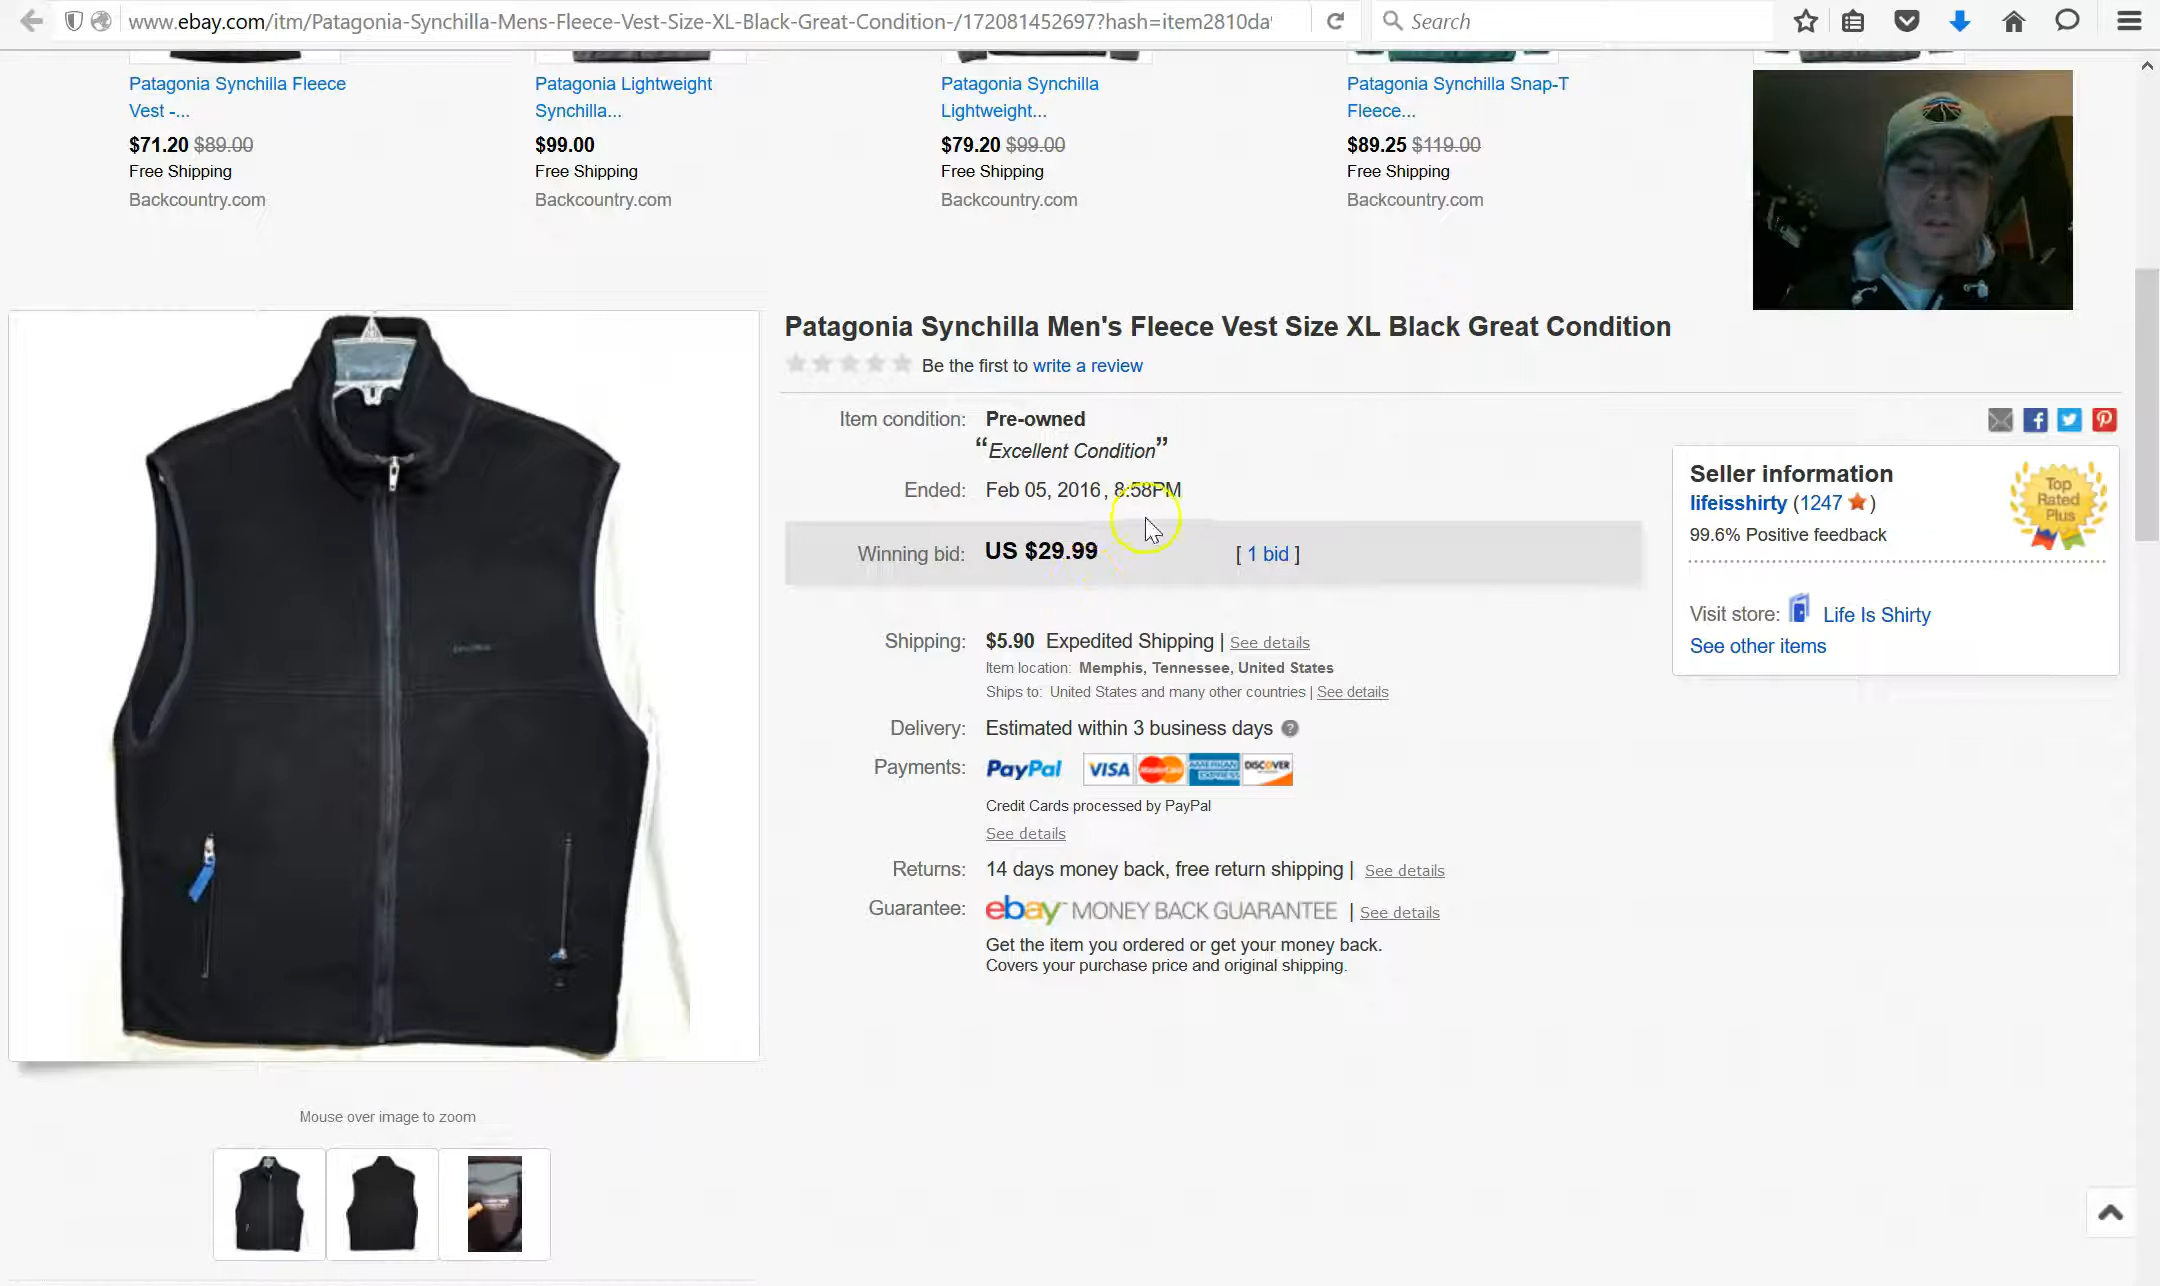 www.ebay.com/itm/Patagonia-Synchilla-Mens-Fleece-Vest-Size-XL-Black-Great-Condition-/172081452697?hash=item2810da
Search
Patagonia Synchilla Fleece
Vest -...
$71.20 $89.00
Free Shipping
Backcountry.com
Patagonia Lightweight
Synchilla...
$99.00
Free Shipping
Backcountry.com
Patagonia Synchilla
Lightweight...
$79.20 $99.00
Free Shipping
Backcountry.com
Patagonia Synchilla Snap-T
Fleece...
$89.25 $119.00
Free Shipping
Backcountry.com
Patagonia Synchilla Men's Fleece Vest Size XL Black Great Condition
Be the first to write a review
Item condition: Pre-owned
“Excellent Condition”
Ended: Feb 05, 2016 , 8:58PM
Winning bid: US $29.99 [ 1 bid ]
Shipping: $5.90 Expedited Shipping | See details
Item location: Memphis, Tennessee, United States
Ships to: United States and many other countries | See details
Delivery: Estimated within 3 business days ?
Payments: PayPal VISA MasterCard AMERICAN EXPRESS DISCOVER
Credit Cards processed by PayPal
See details
Returns: 14 days money back, free return shipping | See details
Guarantee: ebay MONEY BACK GUARANTEE | See details
Get the item you ordered or get your money back.
Covers your purchase price and original shipping.
Seller information
lifeisshirty (1247 )
99.6% Positive feedback
Top
Rated
Plus
Visit store: Life Is Shirty
See other items
Mouse over image to zoom